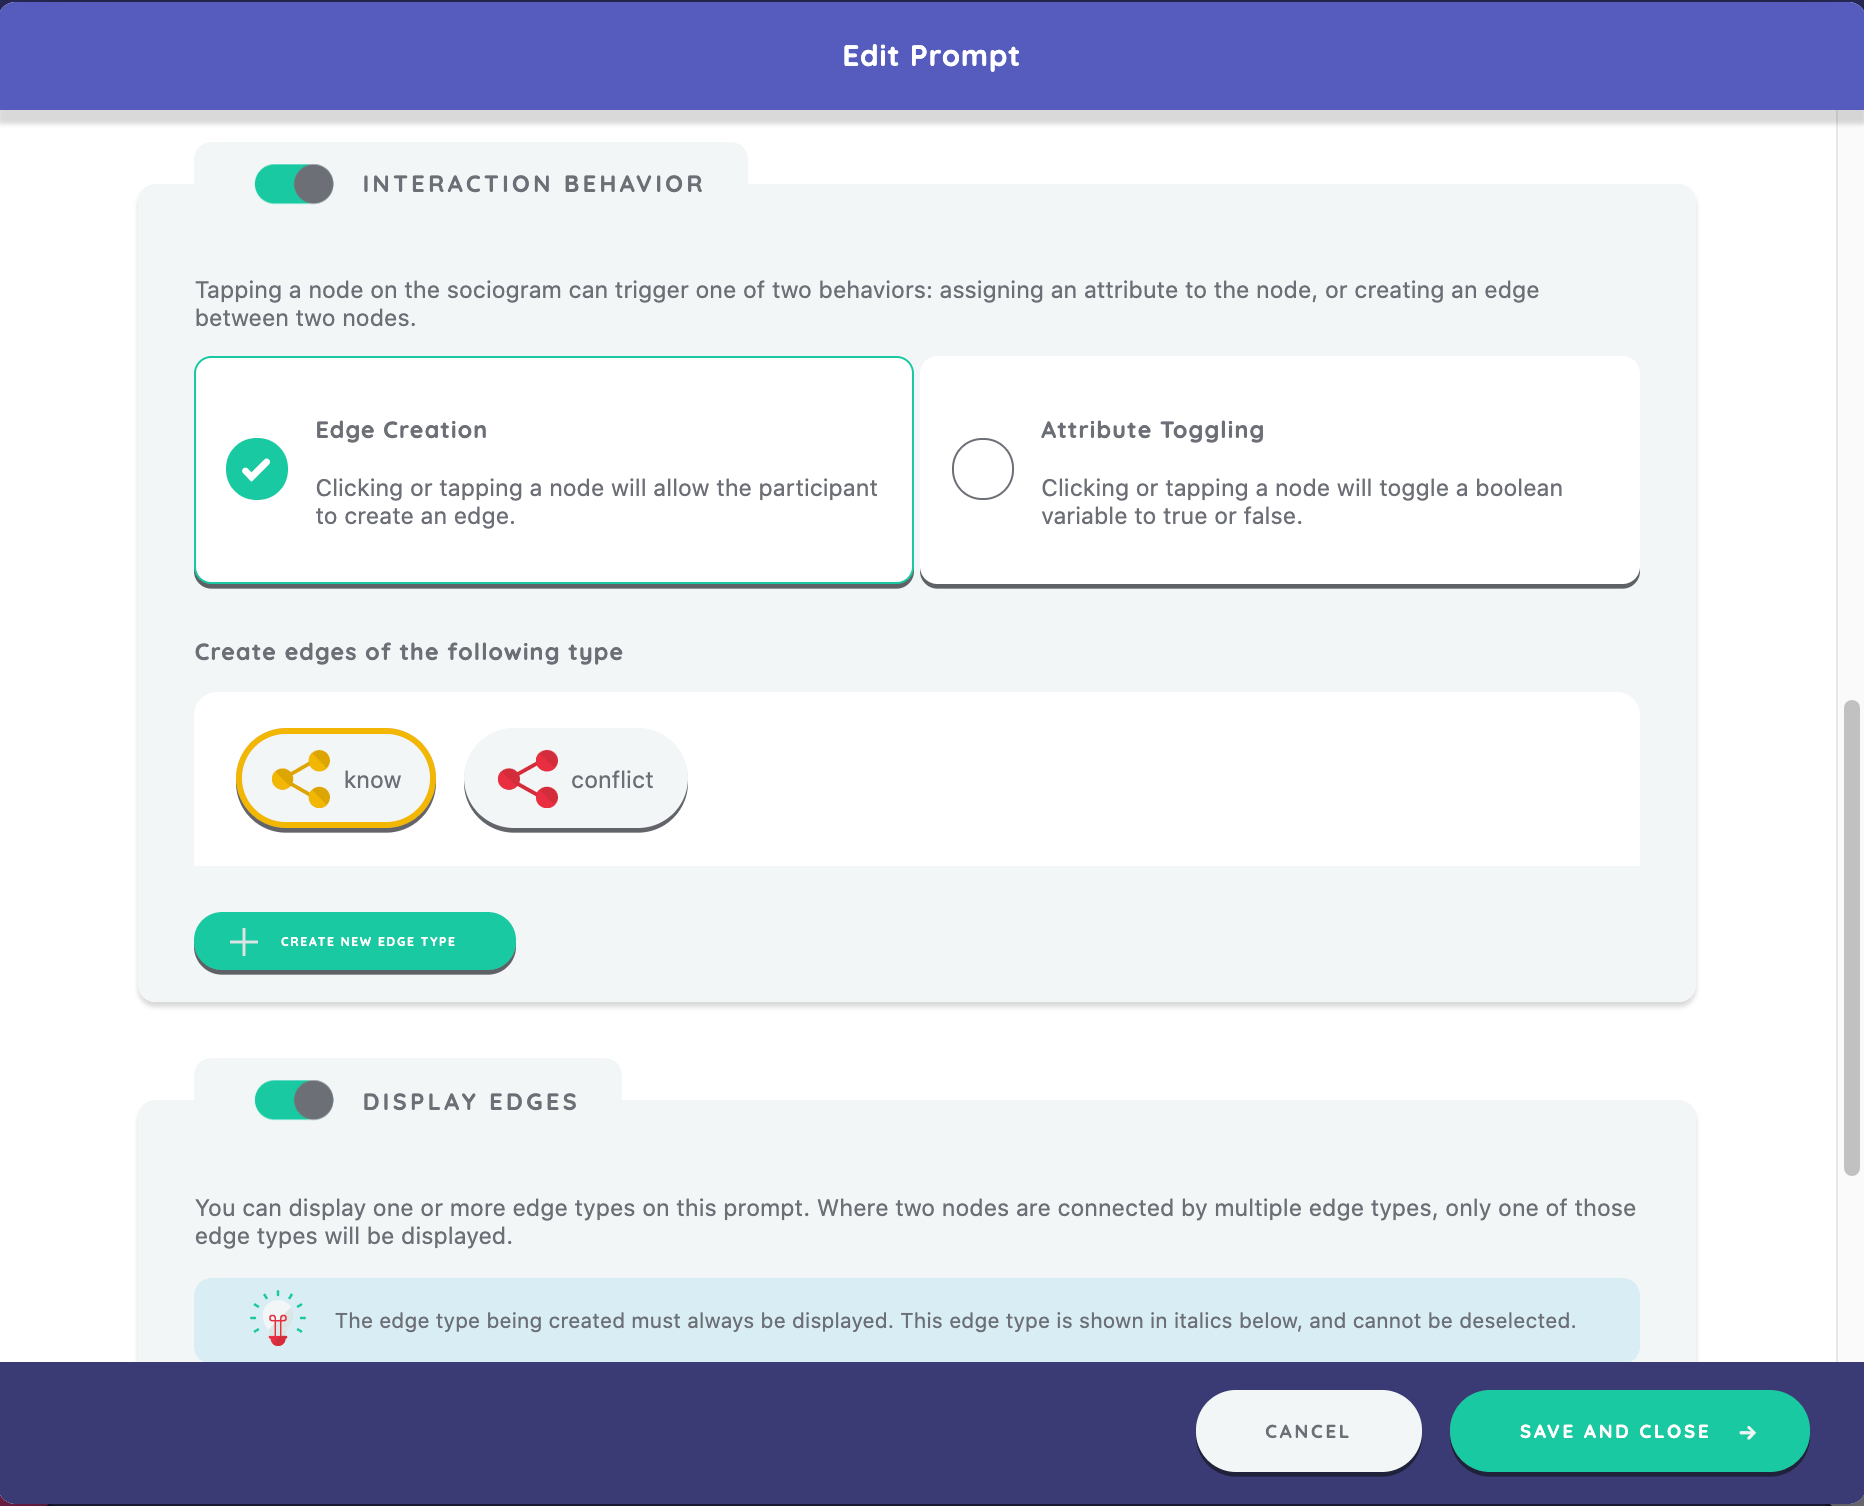 Edit Prompt
INTERACTION BEHAVIOR
Tapping a node on the sociogram can trigger one of two behaviors: assigning an attribute to the node, or creating an edge
between two nodes.
Edge Creation
Clicking or tapping a node will allow the participant
to create an edge.
Attribute Toggling
Clicking or tapping a node will toggle a boolean
variable to true or false.
Create edges of the following type
know
conflict
CREATE NEW EDGE TYPE
DISPLAY EDGES
You can display one or more edge types on this prompt. Where two nodes are connected by multiple edge types, only one of those
edge types will be displayed.
The edge type being created must always be displayed. This edge type is shown in italics below, and cannot be deselected.
CANCEL
SAVE AND CLOSE